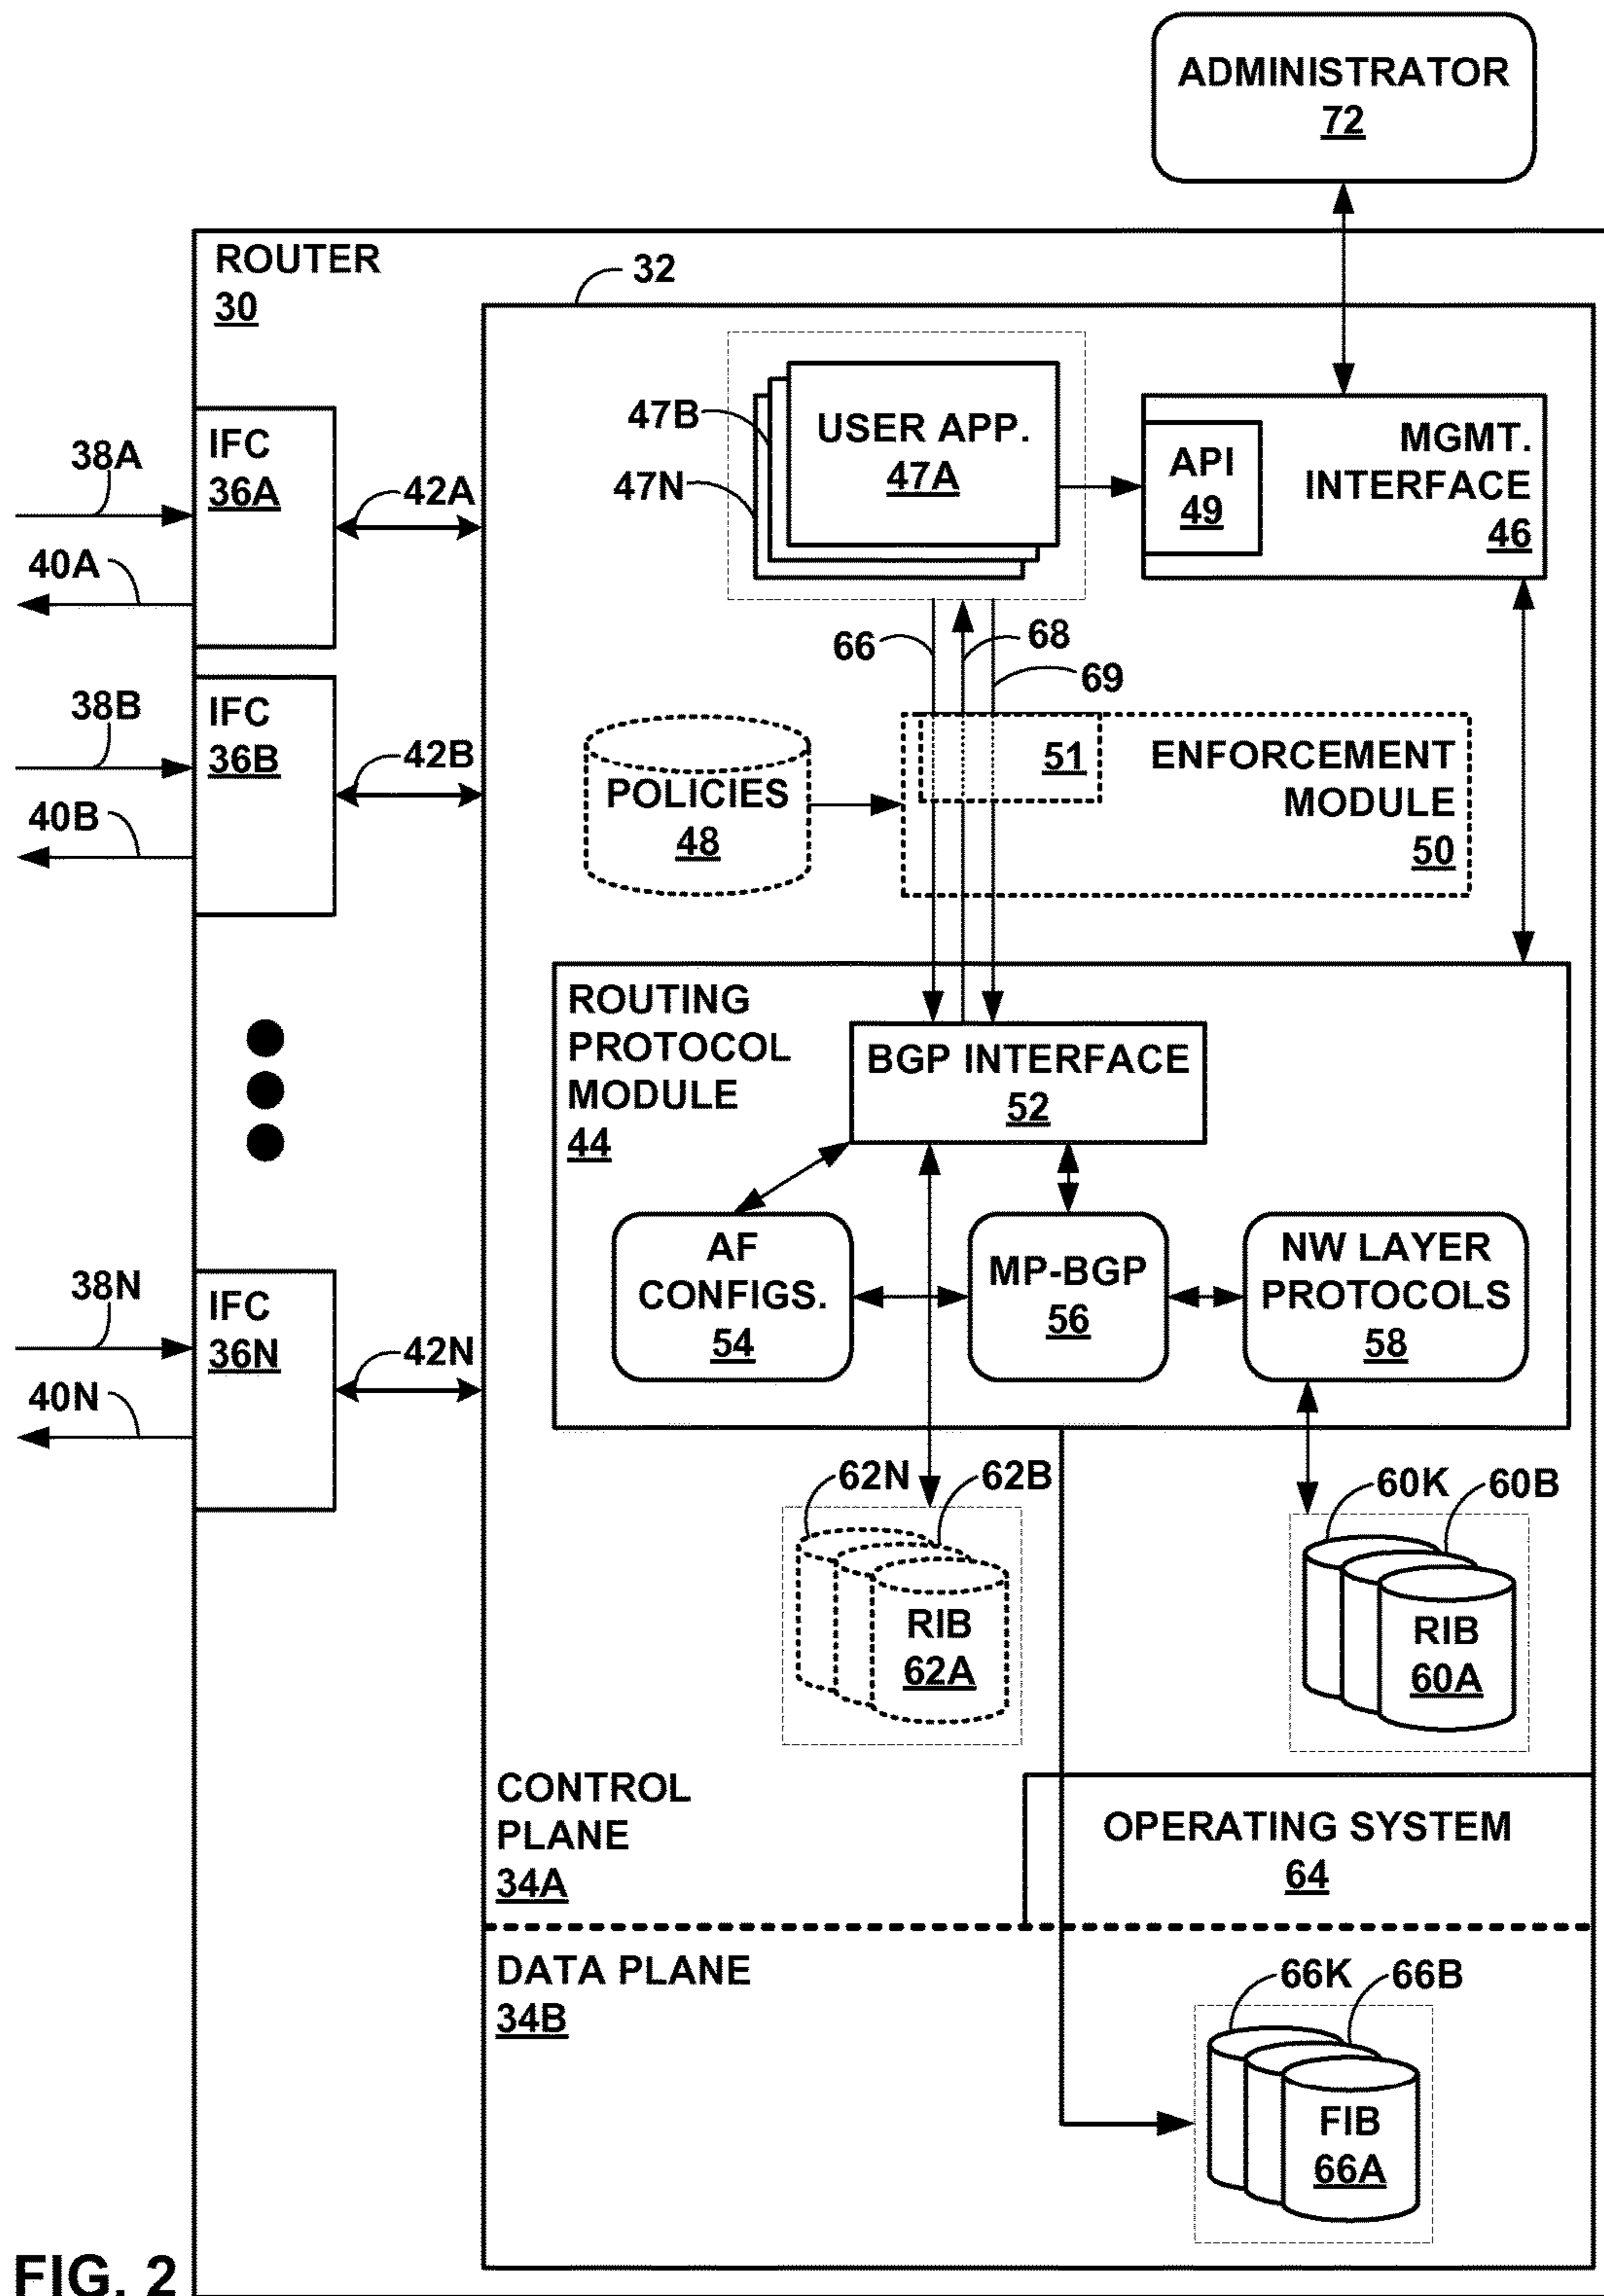 ADMINISTRATOR
72
ROUTER
30
32
IFC
36A
38A
40A
42A
47B
47N
USER APP.
47A
API
49
MGMT.
INTERFACE
46
66
68
69
IFC
36B
38B
40B
42B
POLICIES
48
51
ENFORCEMENT
MODULE
50
ROUTING
PROTOCOL
MODULE
44
BGP INTERFACE
52
AF
CONFIGS.
54
MP-BGP
56
NW LAYER
PROTOCOLS
58
IFC
36N
38N
40N
42N
62N
62B
RIB
62A
60K
60B
RIB
60A
CONTROL
PLANE
34A
OPERATING SYSTEM
64
DATA PLANE
34B
66K
66B
FIB
66A
FIG. 2